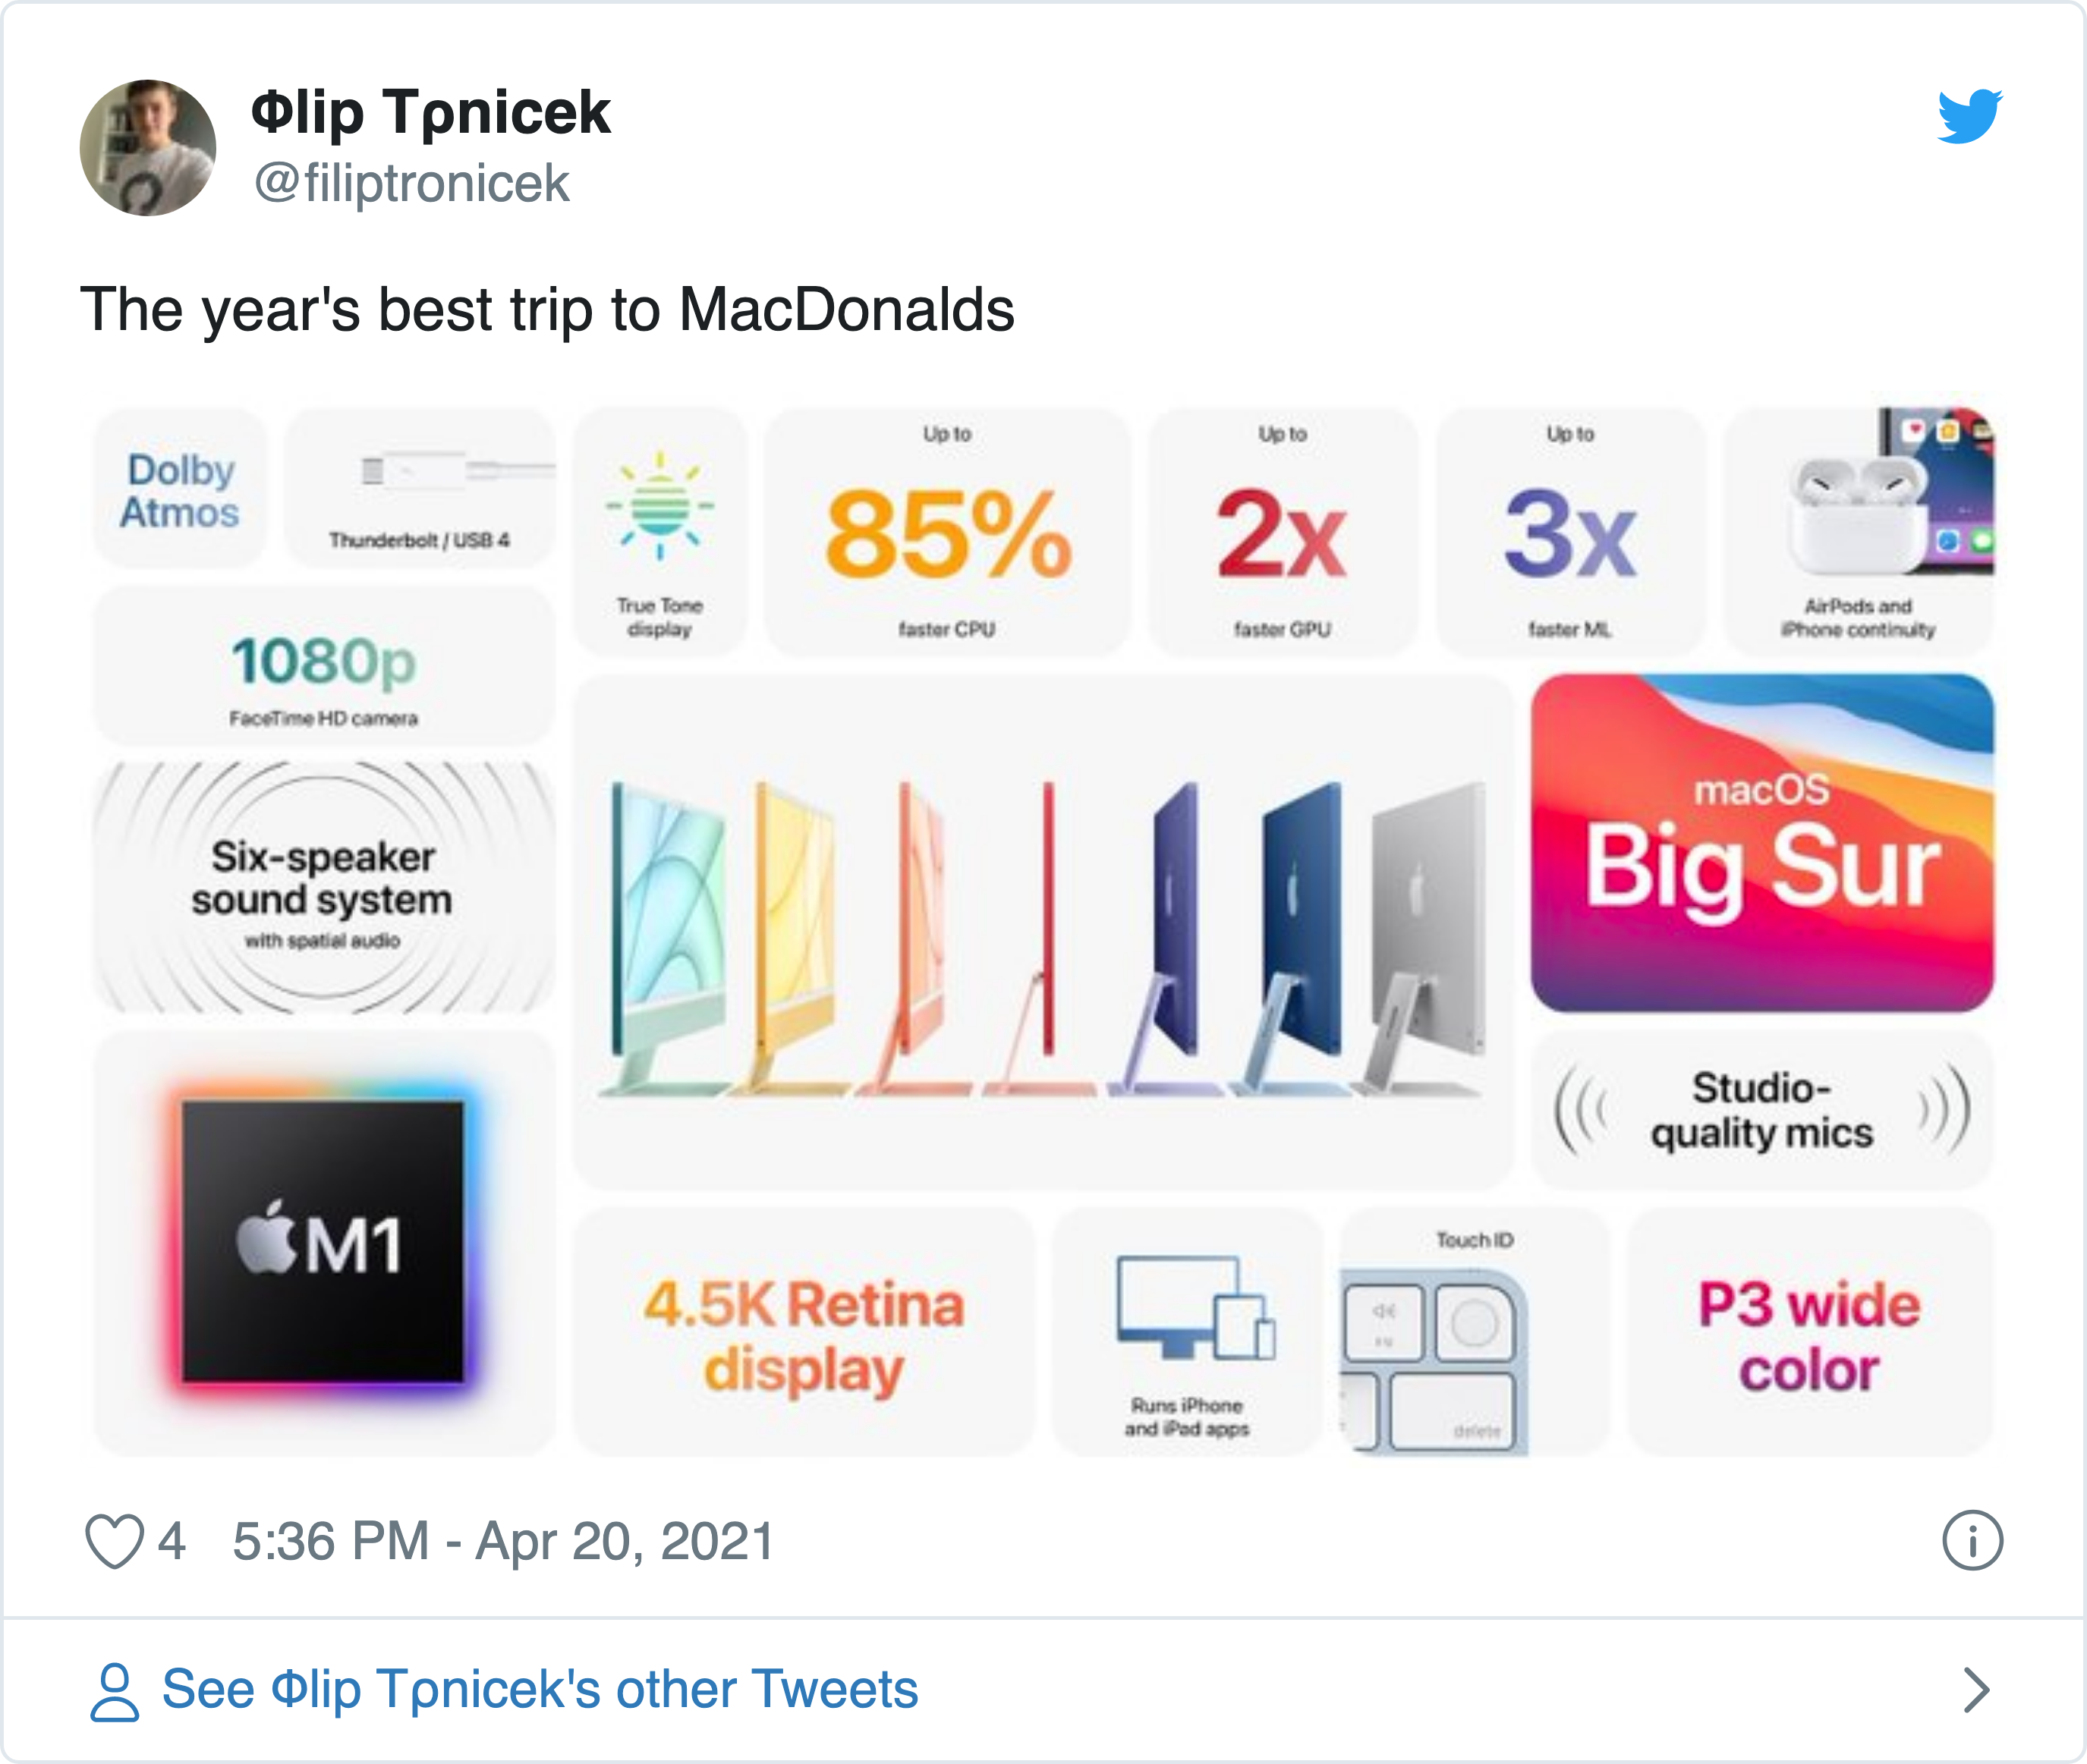 Φlip Tρnicek
@filiptronicek
The year's best trip to MacDonalds
Dolby
Atmos
Thunderbolt / USB 4
True Tone
display
Up to
85%
faster CPU
Up to
2x
faster GPU
Up to
3x
faster ML
AirPods and
iPhone continuity
1080p
FaceTime HD camera
Six-speaker
sound system
with spatial audio
macOS
Big Sur
Studio-
quality mics
M1
4.5K Retina
display
Runs iPhone
and iPad apps
Touch ID
delete
P3 wide
color
4 5:36 PM - Apr 20, 2021
See Φlip Tρnicek's other Tweets